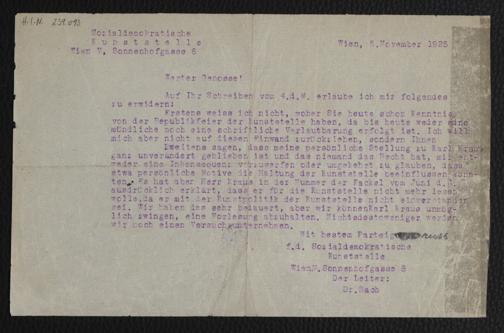 H.I.N. 239.093
Sozialdemokratische
Kunststelle
Wien V, Sonnenhofgasse 6
Wien, 5.November 1925
Werter Genosse!
Auf Ihr Schreiben vom 4.d.M. erlaube ich mir folgendes
zu erwidern:
Erstens weiss ich nicht, woher Sie heute schon Kenntnis
von der Republikfeier der Kunststelle haben, da bis heute weder eine
mündliche noch eine schriftliche Verlautbarung erfolgt ist. Ich will
mich aber nicht auf diesen Einwand zurückziehen, sondern Ihnen
Zweitens sagen, dass meine persönliche Stellung zu Karl Kraus
ganz unverändert geblieben ist und das niemand das Recht hat, mir ent-
weder eine Inkonsequenz vorzuwerfen oder umgekehrt zu glauben, dass
etwa persönliche Motive die Haltung der Kunststelle beeinflussen könn-
ten. Es hat aber Herr Kraus in der Nummer der Fackel vom Juni d.J.
ausdrücklich erklärt, dass er für die Kunststelle nicht mehr lesen
wolle, da er mit der Kunstpolitik der Kunststelle nicht einverstanden
sei. Wir haben das sehr bedauert, aber wir können Karl Kraus unmög-
lich zwingen, eine Vorlesung abzuhalten. Nichtsdestoweniger werden
wir noch einen Versuch unternehmen.
Mit bestem
f.d. Sozialdemokratische
Kunststelle
Wien V. Sonnenhofgasse 6
Der Leiter:
Dr. Bach